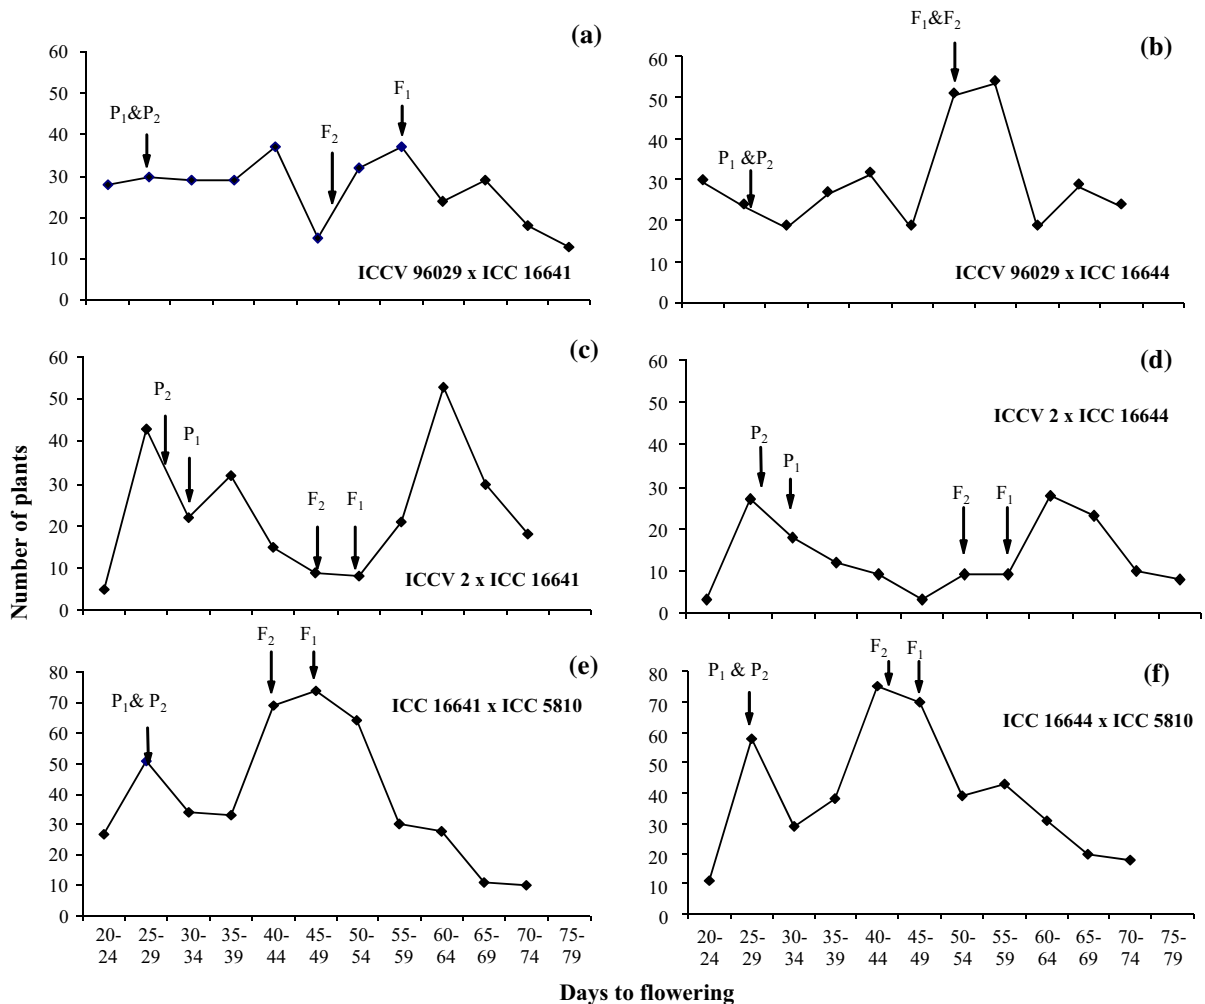 (a)
60
50
40
30
20
10
0
P1&P2
F2
F1
ICCV 96029 x ICC 16641
(b)
60
50
40
30
20
10
0
F1&F2
P1 &P2
ICCV 96029 x ICC 16644
(c)
60
50
40
30
20
10
0
P2
P1
F2
F1
ICCV 2 x ICC 16641
(d)
60
50
40
30
20
10
0
ICCV 2 x ICC 16644
P2
P1
F2
F1
Number of plants
(e)
80
70
60
50
40
30
20
10
0
F2
F1
P1& P2
ICC 16641 x ICC 5810
20-24
25-29
30-34
35-39
40-44
45-49
50-54
55-59
60-64
65-69
70-74
75-79
(f)
80
70
60
50
40
30
20
10
0
P1 & P2
F2
F1
ICC 16644 x ICC 5810
20-24
25-29
30-34
35-39
40-44
45-49
50-54
55-59
60-64
65-69
70-74
75-79
Days to flowering